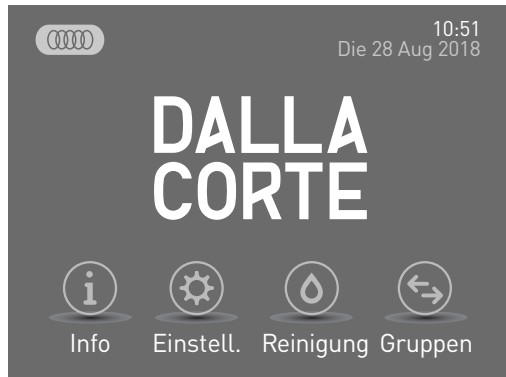 10:51
Die 28 Aug 2018
DALLA
CORTE
Info Einstell. Reinigung Gruppen